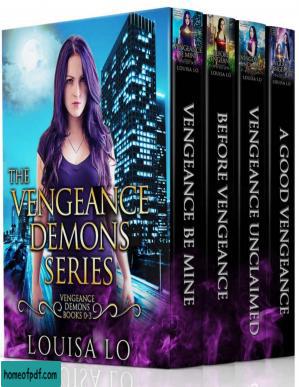 THE
VENGEANCE
DEMONS
SERIES
VENGEANCE
DEMONS
BOOKS 0-3
LOUISA LO
VENGEANCE BE MINE
LOUISA LO
BEFORE VENGEANCE
LOUISA LO
VENGEANCE UNCLAIMED
LOUISA LO
A GOOD VENGEANCE
LOUISA LO
homeofpdf.com